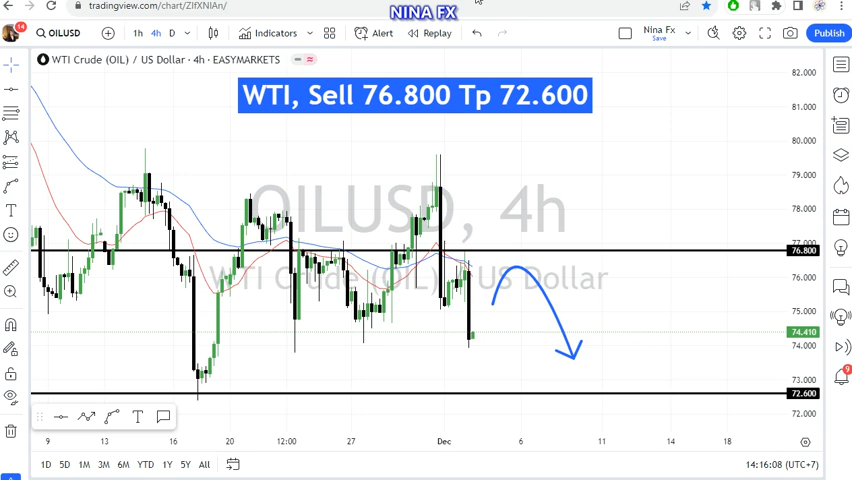 tradingview.com/chart/ZIfXNIAn/
NINA FX
14
OILUSD
1h 4h D
Indicators
Alert
Replay
Nina Fx
Save
Publish
WTI Crude (OIL) / US Dollar · 4h · EASYMARKETS
WTI, Sell 76.800 Tp 72.600
OILUSD, 4h
WTI Crude (OIL) / US Dollar
82.000
81.000
80.000
79.000
78.000
77.000
76.800
76.000
75.000
74.410
74.000
73.000
72.600
72.000
9 13 16 20 12:00 27 Dec 6 11 14 18
1D 5D 1M 3M 6M YTD 1Y 5Y All
14:16:08 (UTC+7)
9